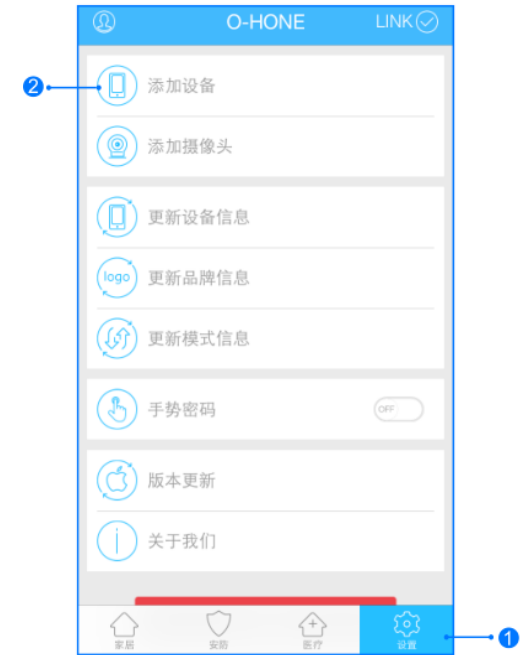 O-HONE LINK
2 添加设备
添加摄像头
更新设备信息
logo 更新品牌信息
更新模式信息
手势密码 OFF
版本更新
关于我们
家居 安防 医疗 设置 1